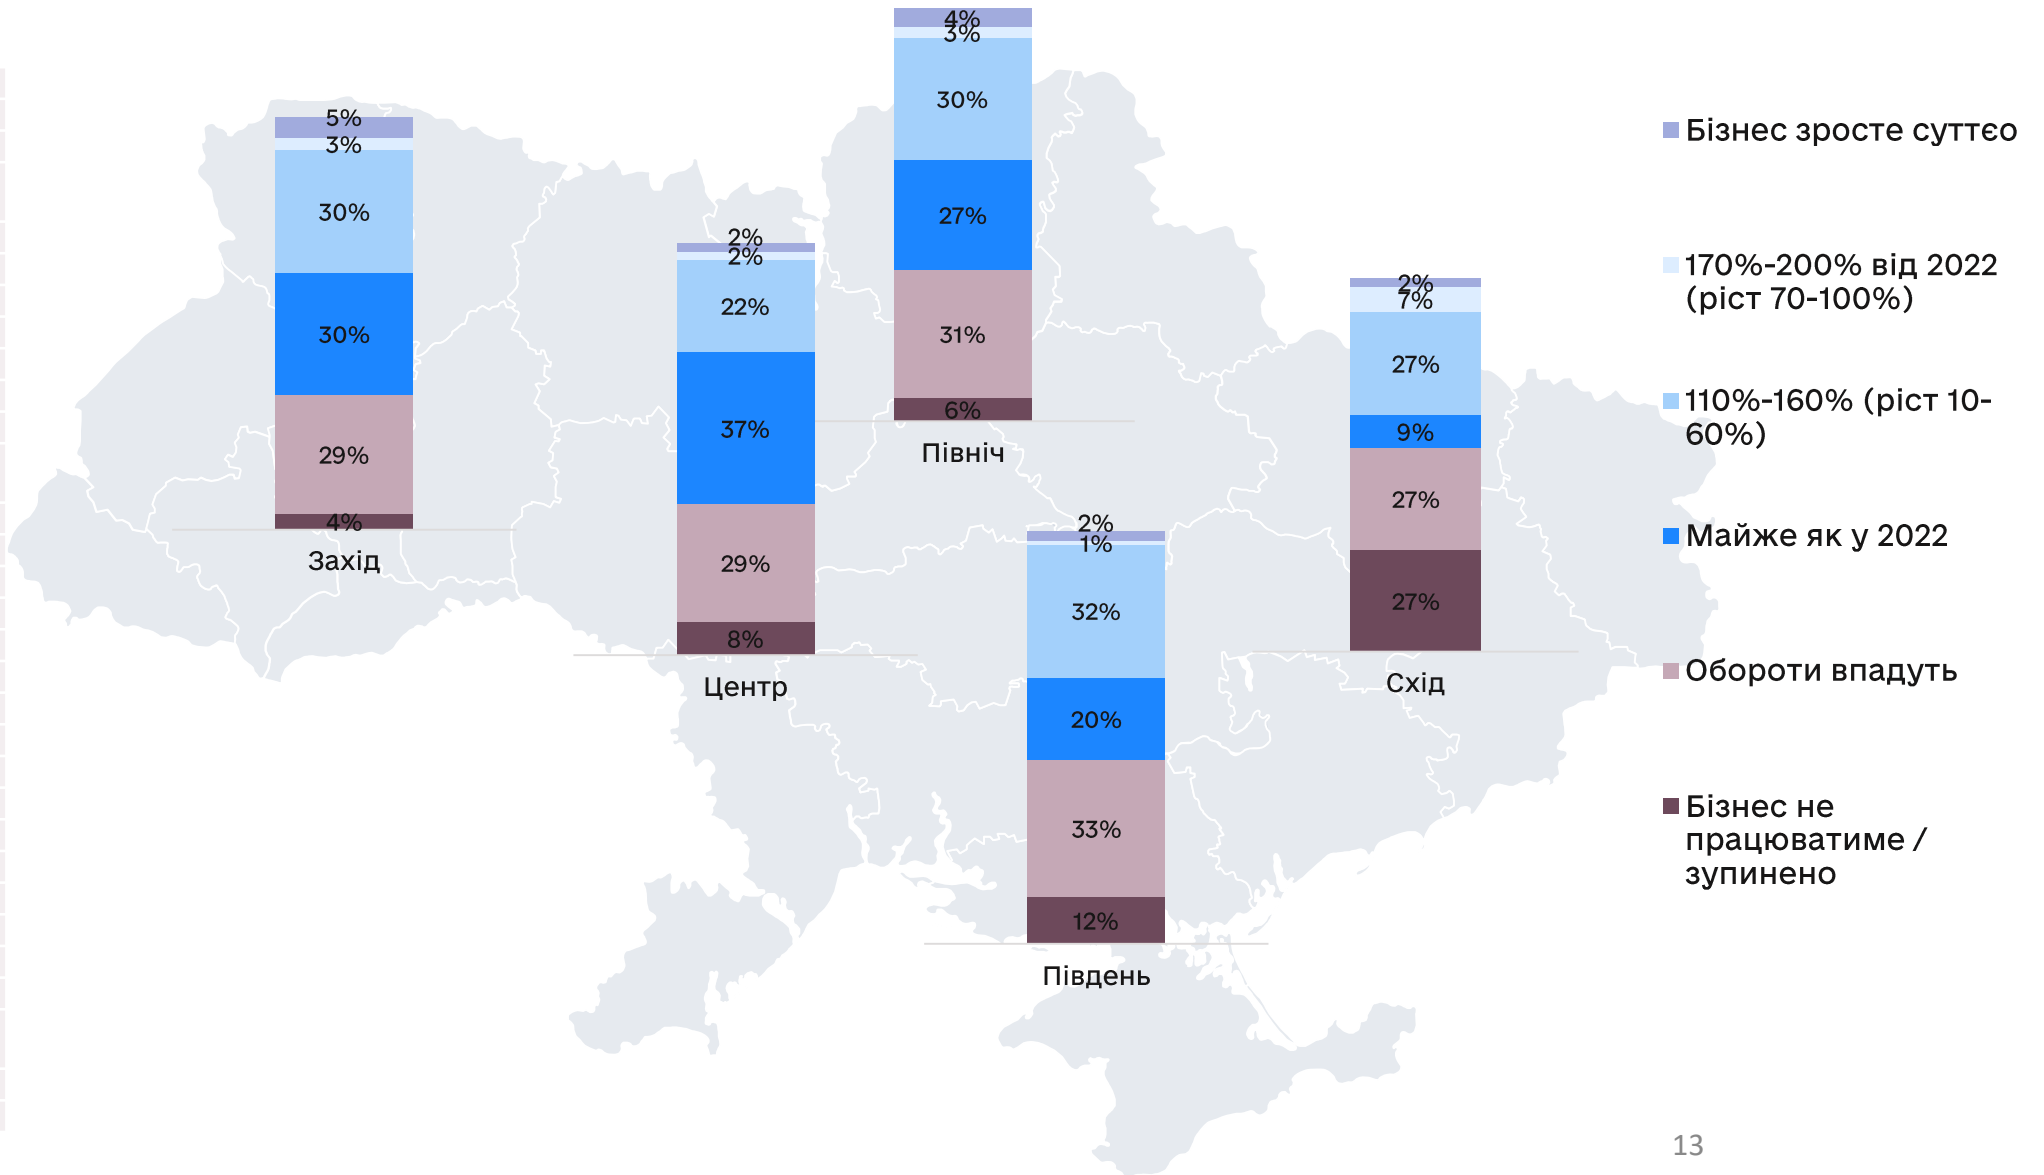 4%
3%
30%
27%
31%
6%
Північ
5%
3%
30%
30%
29%
4%
Захід
2%
2%
22%
37%
29%
8%
Центр
2%
7%
27%
9%
27%
27%
Схід
2%
1%
32%
20%
33%
12%
Південь
Бізнес зросте суттєо
170%-200% від 2022
(ріст 70-100%)
110%-160% (ріст 10-
60%)
Майже як у 2022
Обороти впадуть
Бізнес не
працюватиме /
зупинено
13